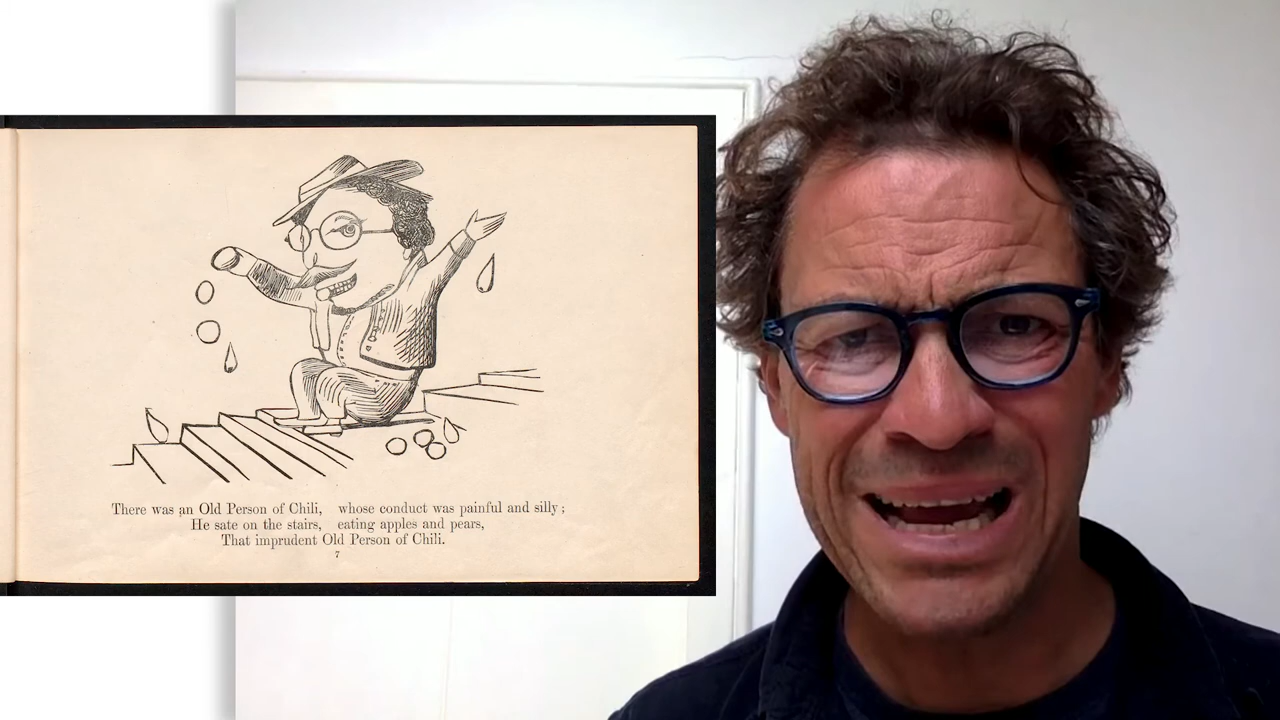 There was an Old Person of Chili, whose conduct was painful and silly;
He sate on the stairs, eating apples and pears,
That imprudent Old Person of Chili.
7